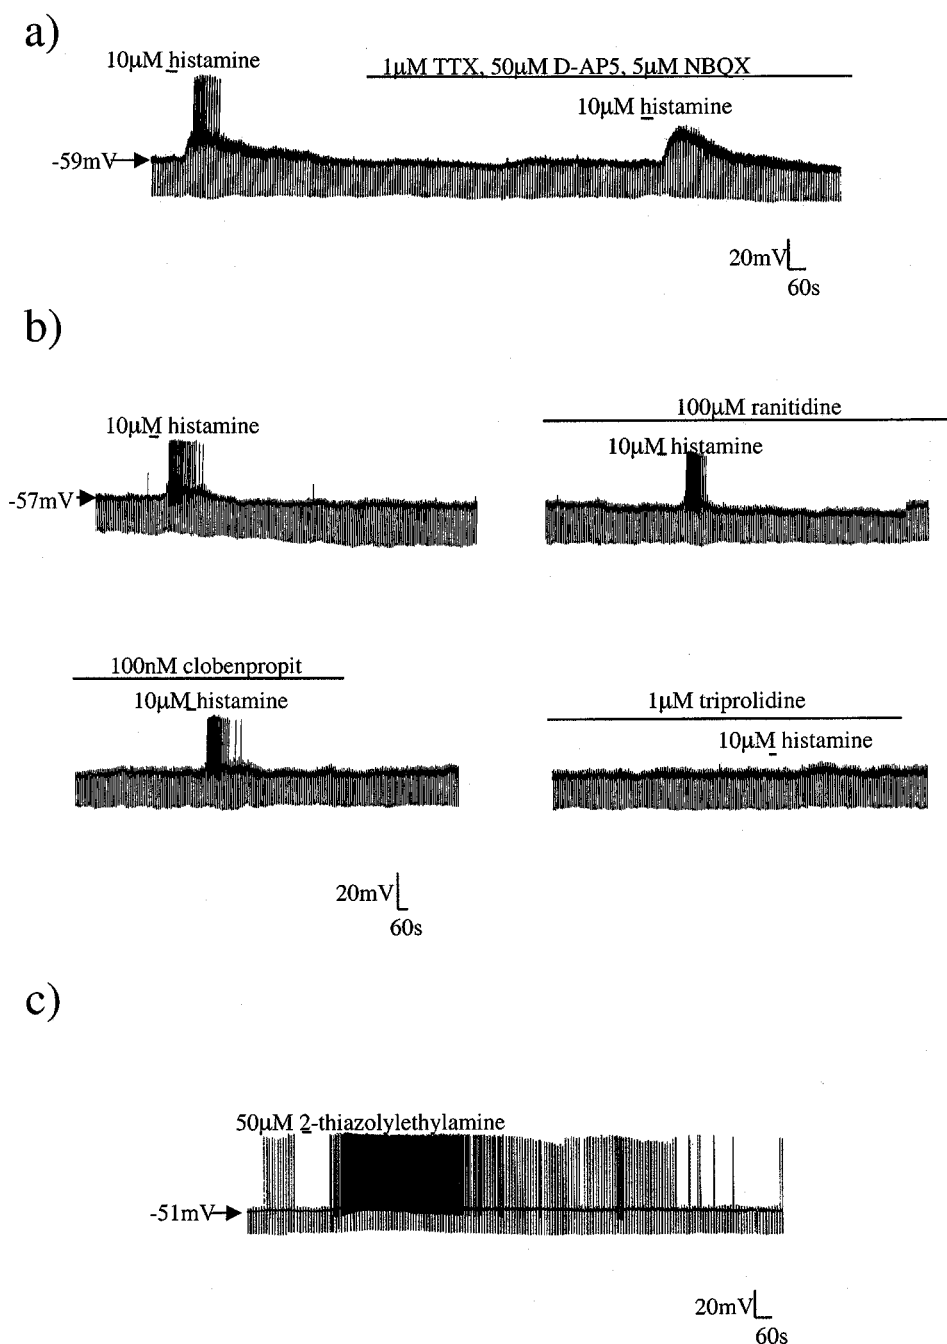 a)
10μM histamine
1μM TTX, 50μM D-AP5, 5μM NBQX
10μM histamine
-59mV
20mV
60s
b)
10μM histamine
100μM ranitidine
10μM histamine
-57mV
100nM clobenpropit
10μM histamine
1μM triprolidine
10μM histamine
20mV
60s
c)
50μM 2-thiazolylethylamine
-51mV
20mV
60s